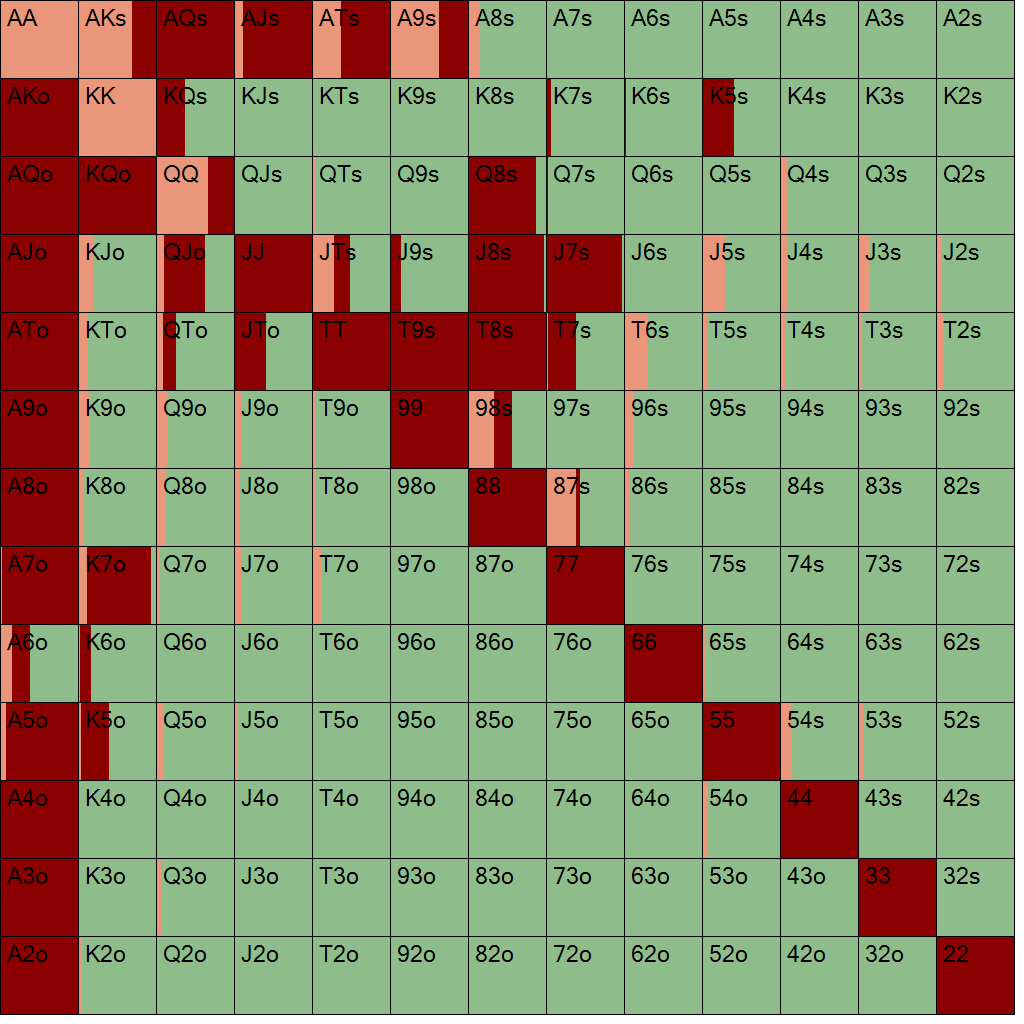 AA AKs AQs AJs ATs A9s A8s A7s A6s A5s A4s A3s A2s
AKo KK KQs KJs KTs K9s K8s K7s K6s K5s K4s K3s K2s
AQo KQo QQ QJs QTs Q9s Q8s Q7s Q6s Q5s Q4s Q3s Q2s
AJo KJo QJo JJ JTs J9s J8s J7s J6s J5s J4s J3s J2s
ATo KTo QTo JTo TT T9s T8s T7s T6s T5s T4s T3s T2s
A9o K9o Q9o J9o T9o 99 98s 97s 96s 95s 94s 93s 92s
A8o K8o Q8o J8o T8o 98o 88 87s 86s 85s 84s 83s 82s
A7o K7o Q7o J7o T7o 97o 87o 77 76s 75s 74s 73s 72s
A6o K6o Q6o J6o T6o 96o 86o 76o 66 65s 64s 63s 62s
A5o K5o Q5o J5o T5o 95o 85o 75o 65o 55 54s 53s 52s
A4o K4o Q4o J4o T4o 94o 84o 74o 64o 54o 44 43s 42s
A3o K3o Q3o J3o T3o 93o 83o 73o 63o 53o 43o 33 32s
A2o K2o Q2o J2o T2o 92o 82o 72o 62o 52o 42o 32o 22